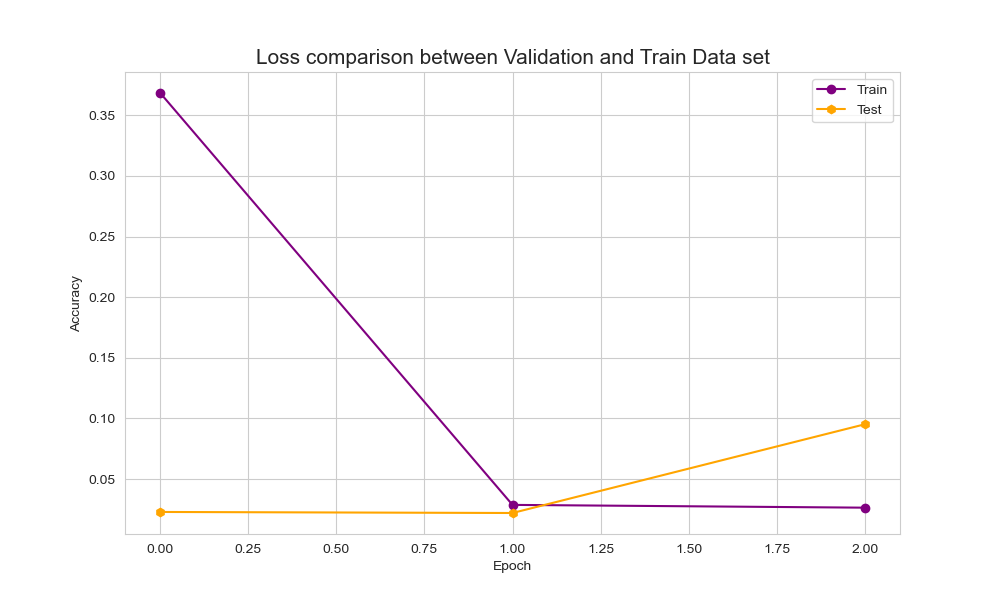 Loss comparison between Validation and Train Data set
Train
Test
0.35
0.30
0.25
0.20
0.15
0.10
0.05
Accuracy
0.00 0.25 0.50 0.75 1.00 1.25 1.50 1.75 2.00
Epoch